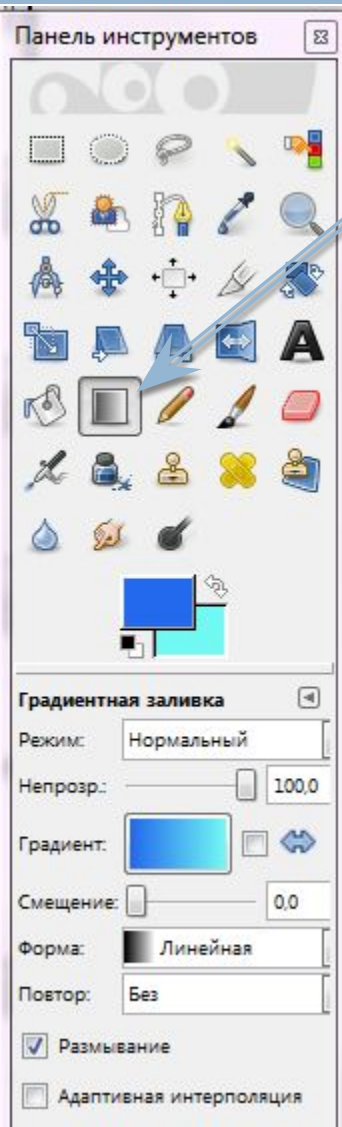 Панель инструментов
Градиентная заливка
Режим: Нормальный
Непрозр.: 100,0
Градиент:
Смещение: 0,0
Форма: Линейная
Повтор: Без
Размывание
Адаптивная интерполяция